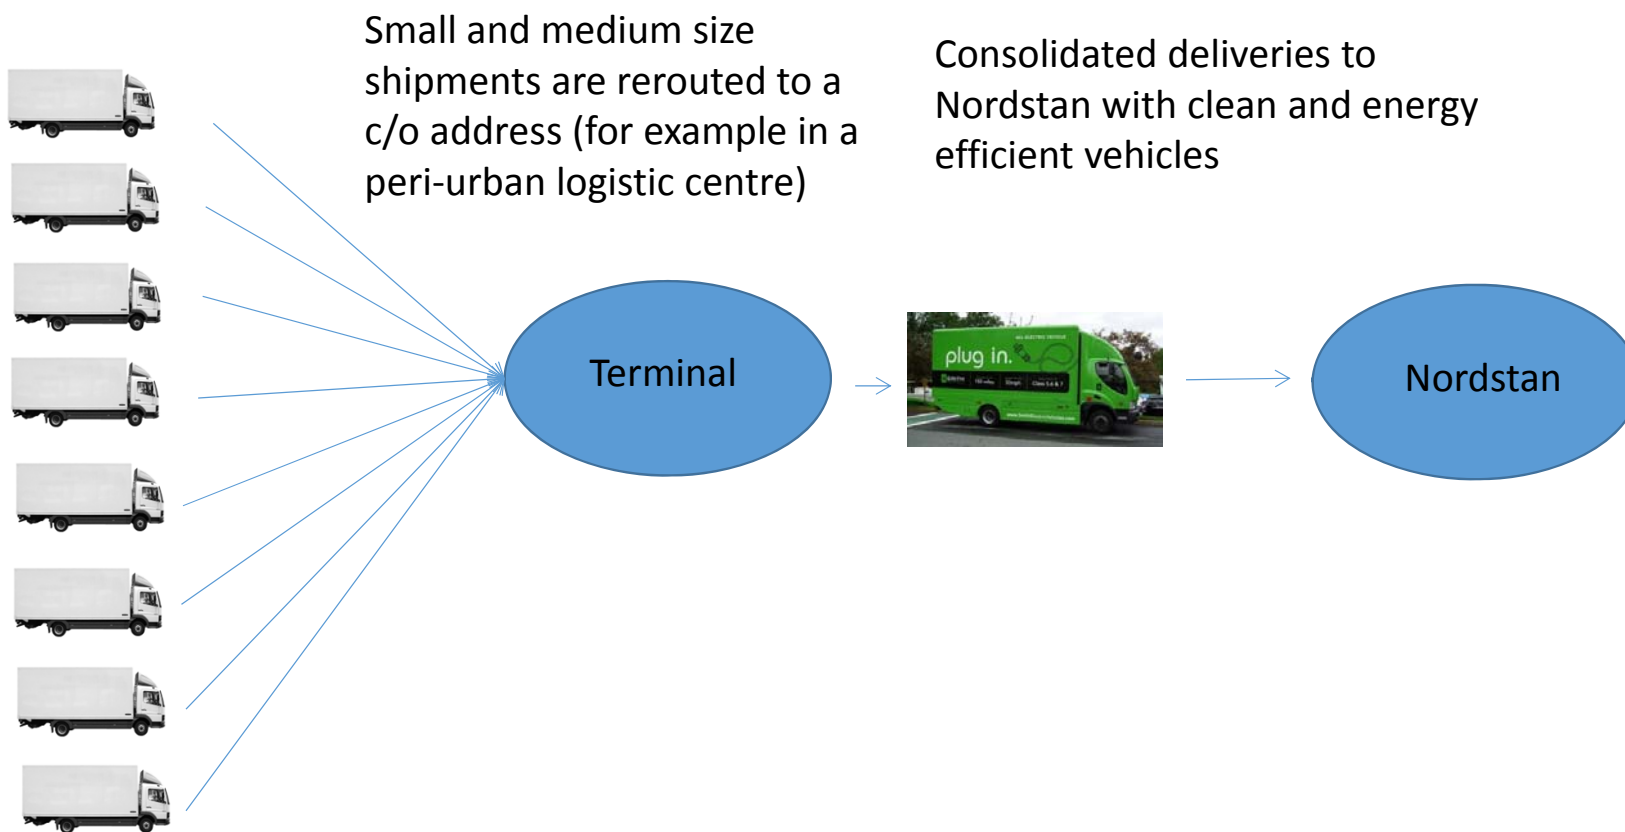 Small and medium size
shipments are rerouted to a
c/o address (for example in a
peri-urban logistic centre)
Consolidated deliveries to
Nordstan with clean and energy
efficient vehicles
Terminal
plug in.
Nordstan